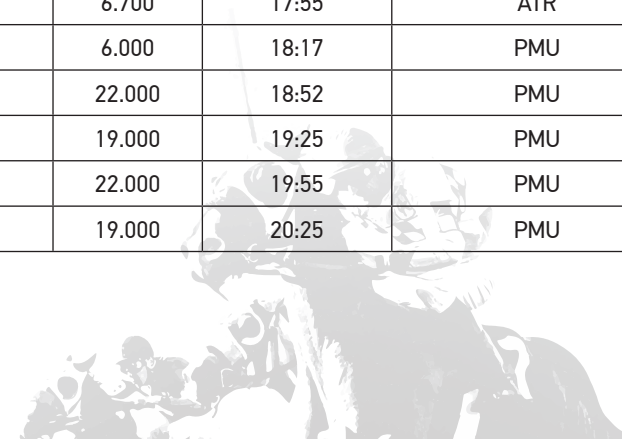 6.700 17:55 ATR
6.000 18:17 PMU
22.000 18:52 PMU
19.000 19:25 PMU
22.000 19:55 PMU
19.000 20:25 PMU